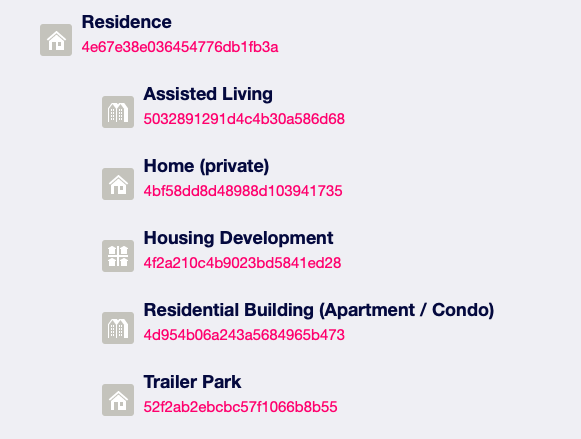 Residence
4e67e38e036454776db1fb3a
Assisted Living
5032891291d4c4b30a586d68
Home (private)
4bf58dd8d48988d103941735
Housing Development
4f2a210c4b9023bd5841ed28
Residential Building (Apartment / Condo)
4d954b06a243a5684965b473
Trailer Park
52f2ab2ebcbc57f1066b8b55